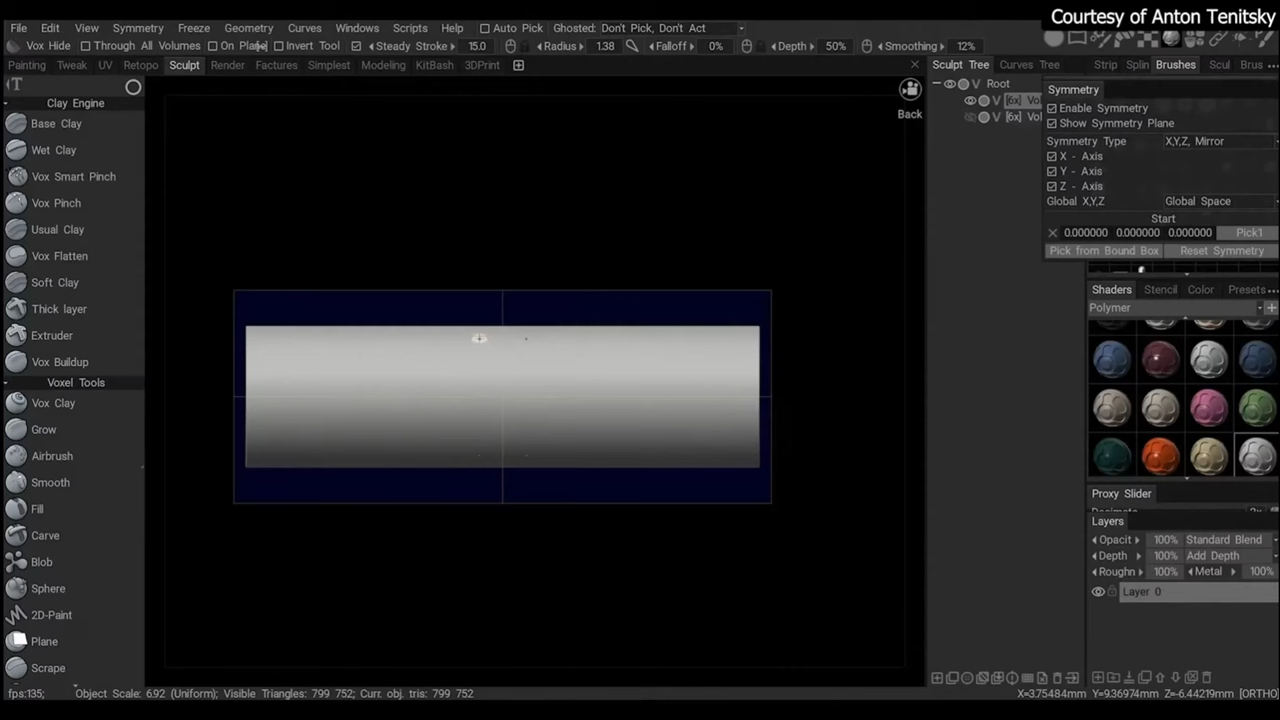 Courtesy of Anton Tenitsky
File Edit View Symmetry Freeze Geometry Curves Windows Scripts Help Auto Pick Ghosted: Don't Pick, Don't Act
Vox Hide Through All Volumes On Plane Invert Tool Steady Stroke 15.0 Radius 1.38 Falloff 0% Depth 50% Smoothing 12%
Painting Tweak UV Retopo Sculpt Render Factures Simplest Modeling KitBash 3DPrint
Sculpt Tree Curves Tree Strip Splin Brushes Scul Brus
Clay Engine
Base Clay
Wet Clay
Vox Smart Pinch
Vox Pinch
Usual Clay
Vox Flatten
Soft Clay
Thick layer
Extruder
Vox Buildup
Voxel Tools
Vox Clay
Grow
Airbrush
Smooth
Fill
Carve
Blob
Sphere
2D-Paint
Plane
Scrape
Back
Root
V [6x] Vol
V [6x] Vol
Symmetry
Enable Symmetry
Show Symmetry Plane
Symmetry Type X,Y,Z, Mirror
X - Axis
Y - Axis
Z - Axis
Global X,Y,Z Global Space
Start
0.000000 0.000000 0.000000 Pick1
Pick from Bound Box Reset Symmetry
Shaders Stencil Color Presets
Polymer
Proxy Slider
Layers
Opacit 100% Standard Blend
Depth 100% Add Depth
Roughn 100% Metal 100%
Layer 0
fps:135; Object Scale: 6.92 (Uniform); Visible Triangles: 799 752; Curr. obj. tris: 799 752;
X=3.75484mm Y=9.36974mm Z=-6.44219mm [ORTHO]